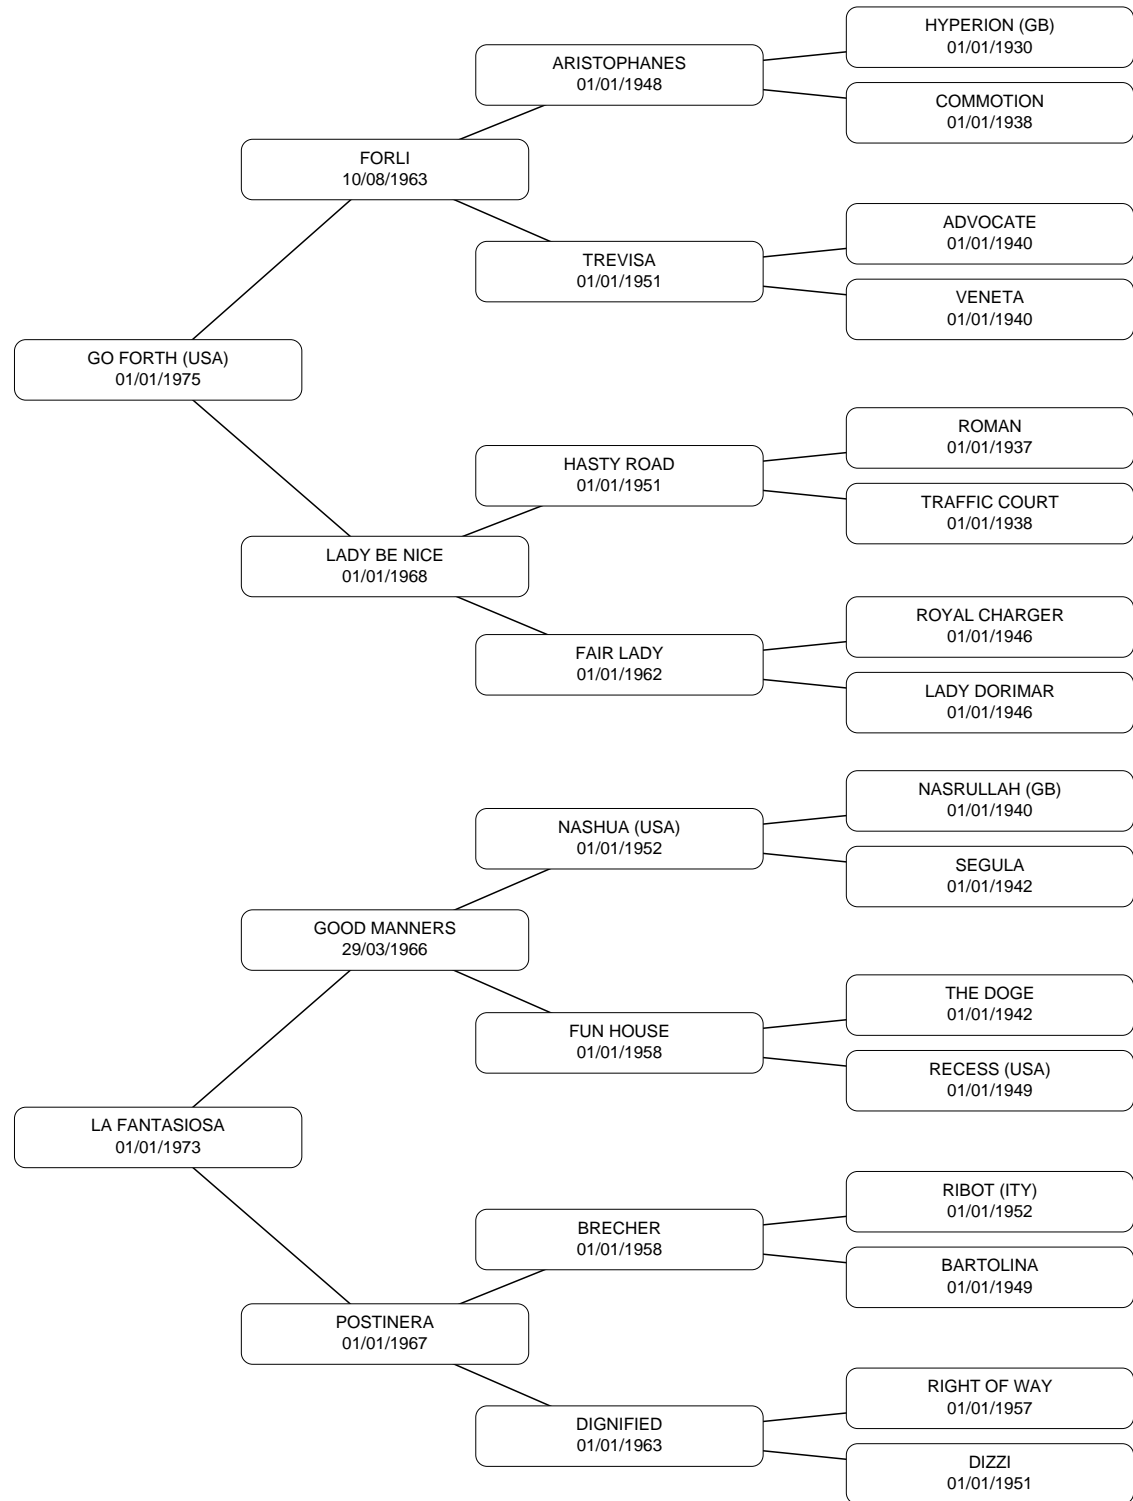 HYPERION (GB)
01/01/1930
ARISTOPHANES
01/01/1948
COMMOTION
01/01/1938
FORLI
10/08/1963
ADVOCATE
01/01/1940
TREVISA
01/01/1951
VENETA
01/01/1940
GO FORTH (USA)
01/01/1975
ROMAN
01/01/1937
HASTY ROAD
01/01/1951
TRAFFIC COURT
01/01/1938
LADY BE NICE
01/01/1968
ROYAL CHARGER
01/01/1946
FAIR LADY
01/01/1962
LADY DORIMAR
01/01/1946
NASRULLAH (GB)
01/01/1940
NASHUA (USA)
01/01/1952
SEGULA
01/01/1942
GOOD MANNERS
29/03/1966
THE DOGE
01/01/1942
FUN HOUSE
01/01/1958
RECESS (USA)
01/01/1949
LA FANTASIOSA
01/01/1973
RIBOT (ITY)
01/01/1952
BRECHER
01/01/1958
BARTOLINA
01/01/1949
POSTINERA
01/01/1967
RIGHT OF WAY
01/01/1957
DIGNIFIED
01/01/1963
DIZZI
01/01/1951